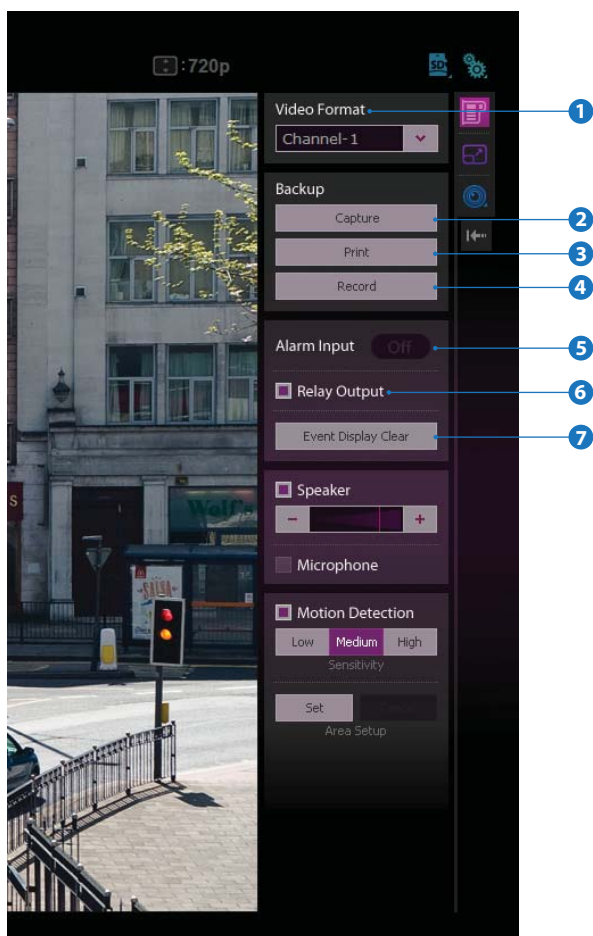 :720p
SD
Video Format
1
Channel-1
Backup
Capture
2
Print
3
Record
4
Alarm Input Off
5
Relay Output
6
Event Display Clear
7
Speaker
- +
Microphone
Motion Detection
Low Medium High
Sensitivity
Set
Area Setup
S